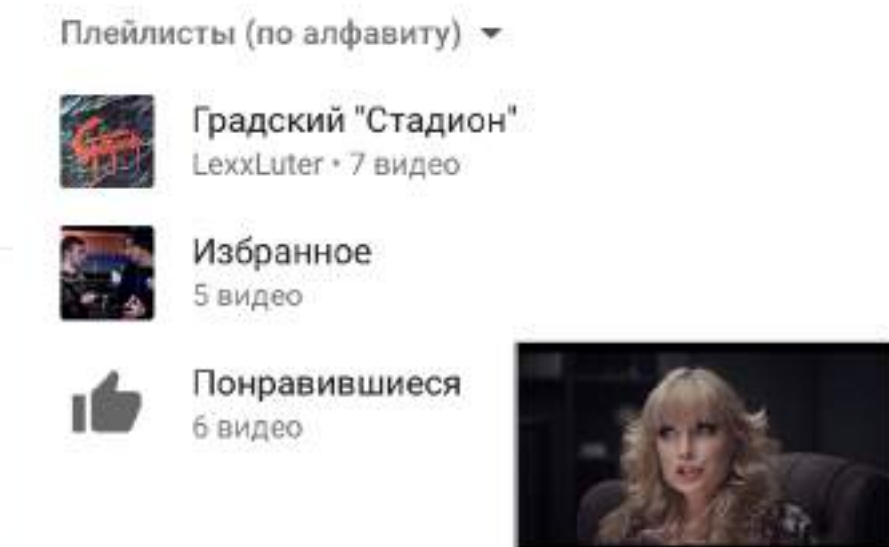 Плейлисты (по алфавиту)
Градский "Стадион"
LexxLuter • 7 видео
Избранное
5 видео
Понравившиеся
6 видео